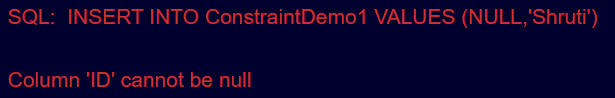 SQL:  INSERT INTO ConstraintDemo1 VALUES (NULL,'Shruti')
Column 'ID' cannot be null